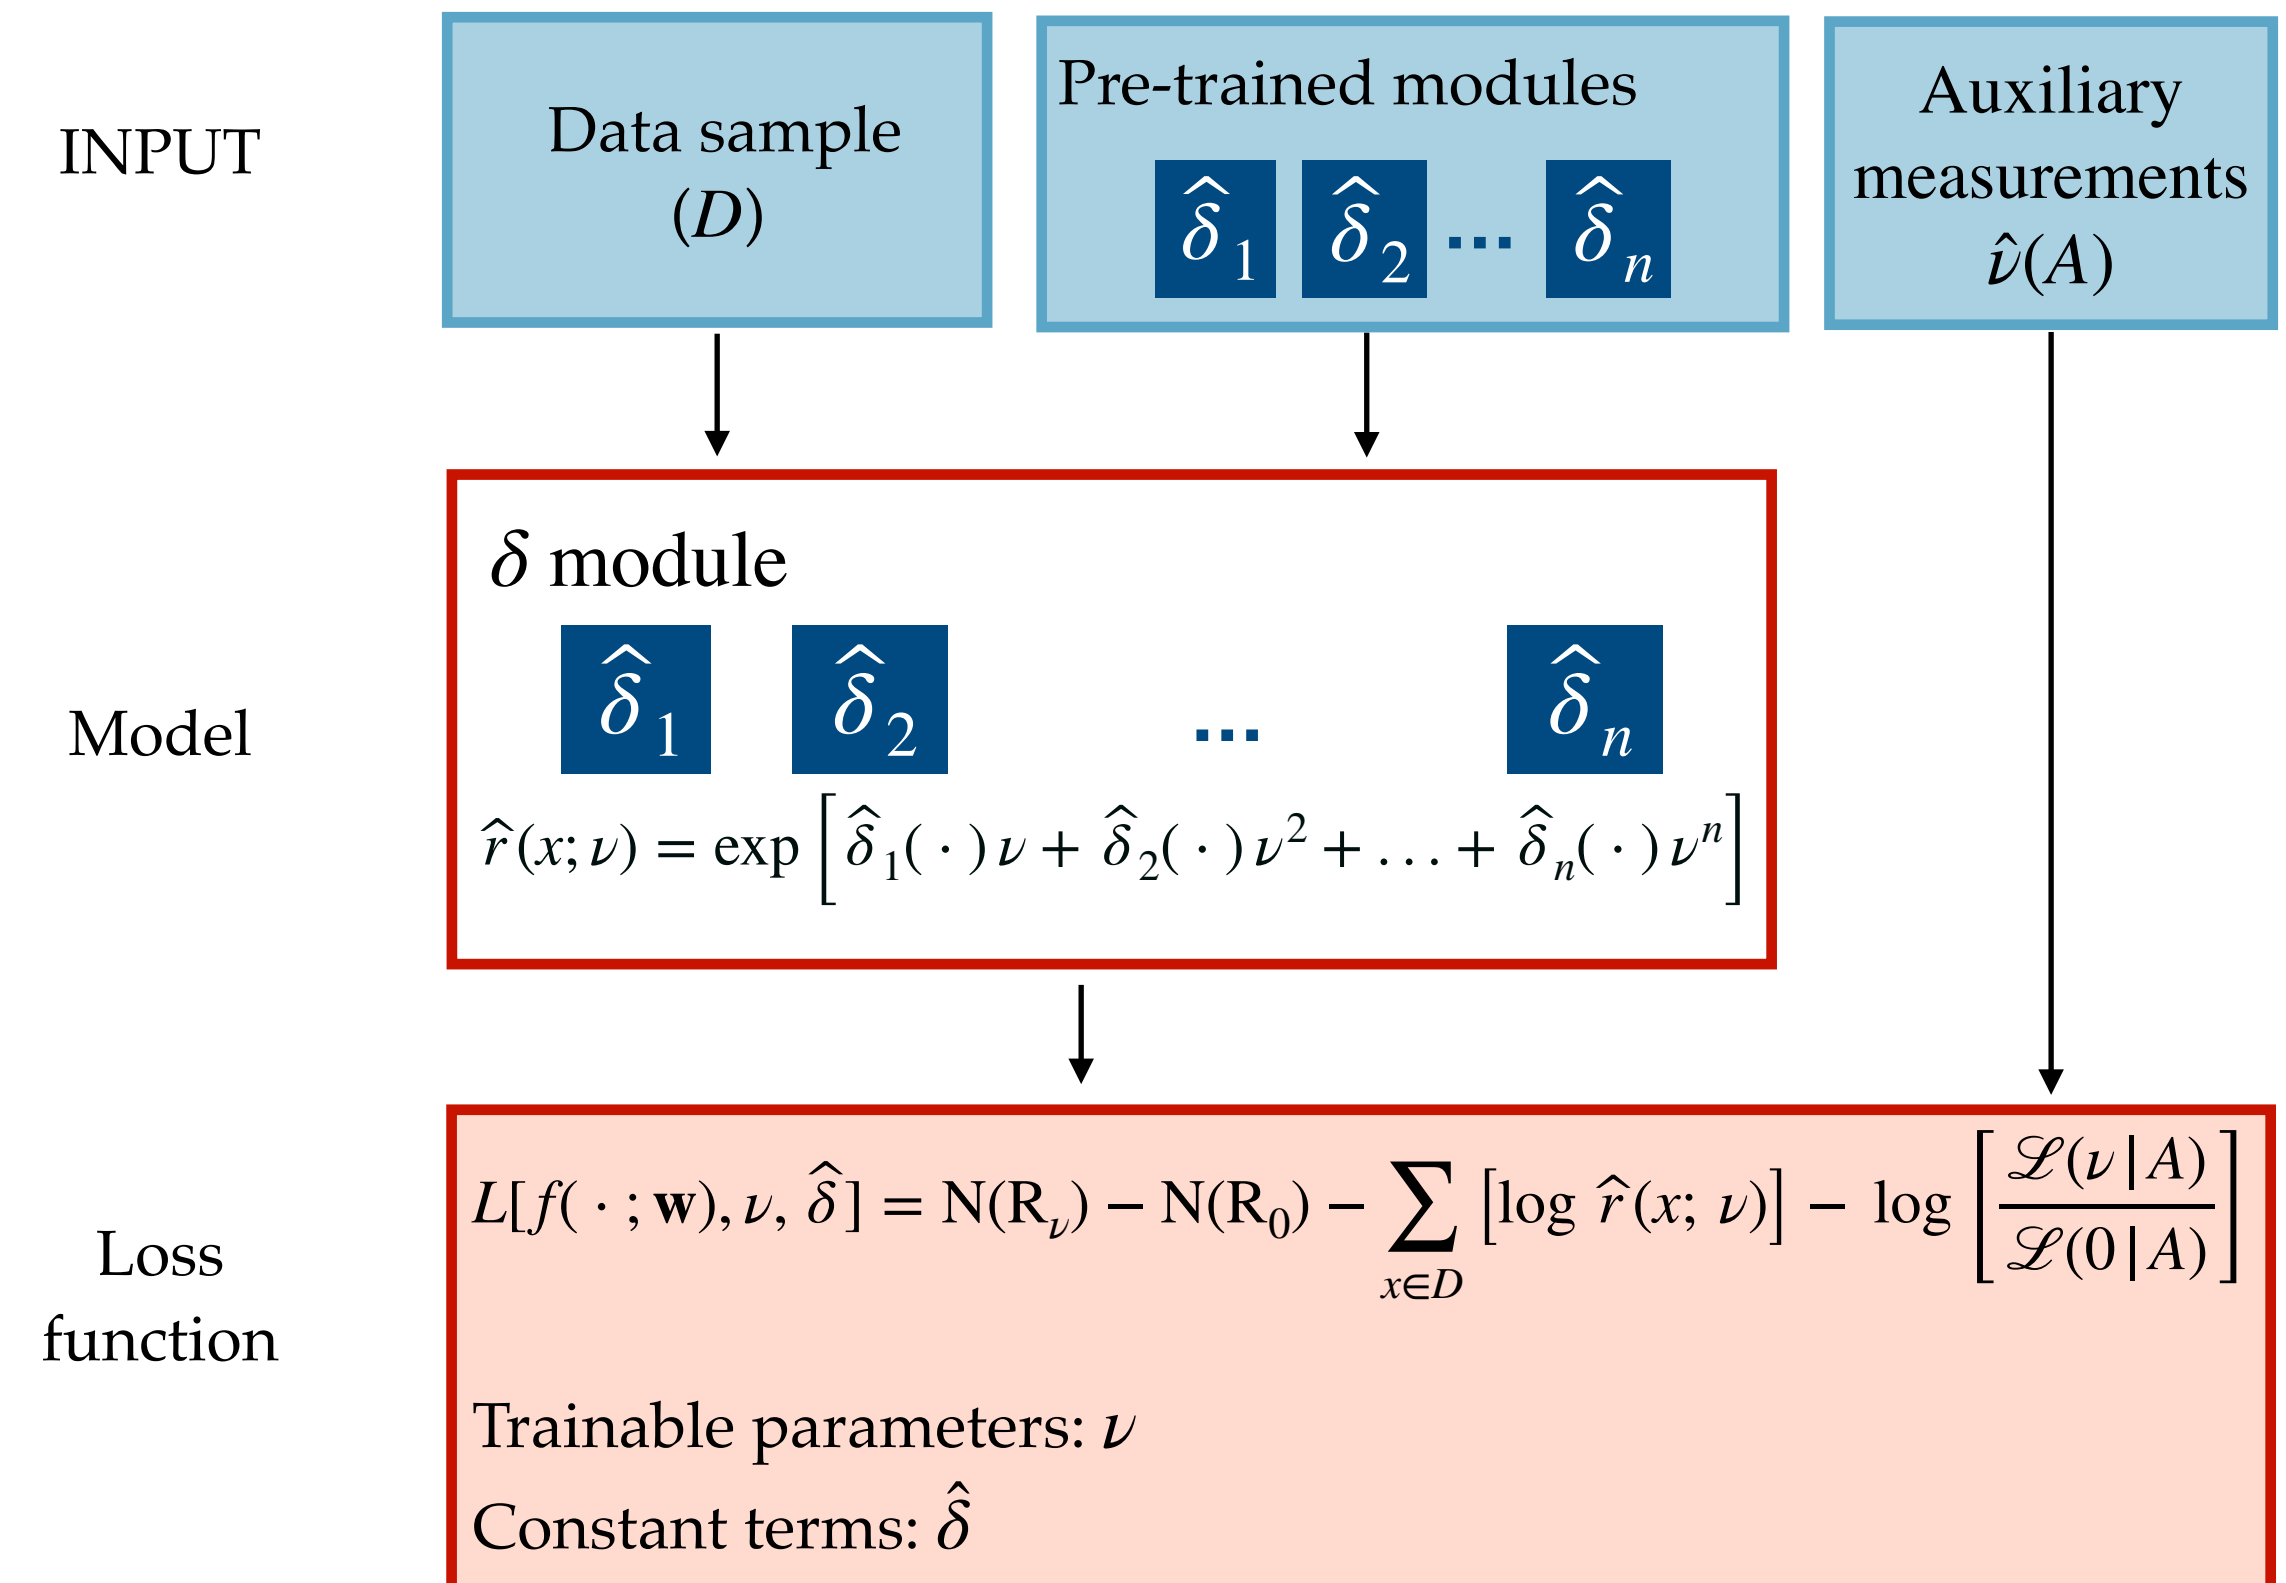 INPUT
Data sample
(D)
Pre-trained modules
δ̂₁ δ̂₂ ... δ̂ₙ
Auxiliary
measurements
ν̂(A)
Model
δ module
δ̂₁ δ̂₂ ... δ̂ₙ
r̂(x; ν) = exp [δ̂₁( · ) ν + δ̂₂( · ) ν² + . . . + δ̂ₙ( · ) νⁿ]
Loss
function
L[f( · ; w), ν, δ̂] = N(R_ν) − N(R₀) − ∑_{x∈D} [log r̂(x; ν)] − log [ℒ(ν | A) / ℒ(0 | A)]
Trainable parameters: ν
Constant terms: δ̂